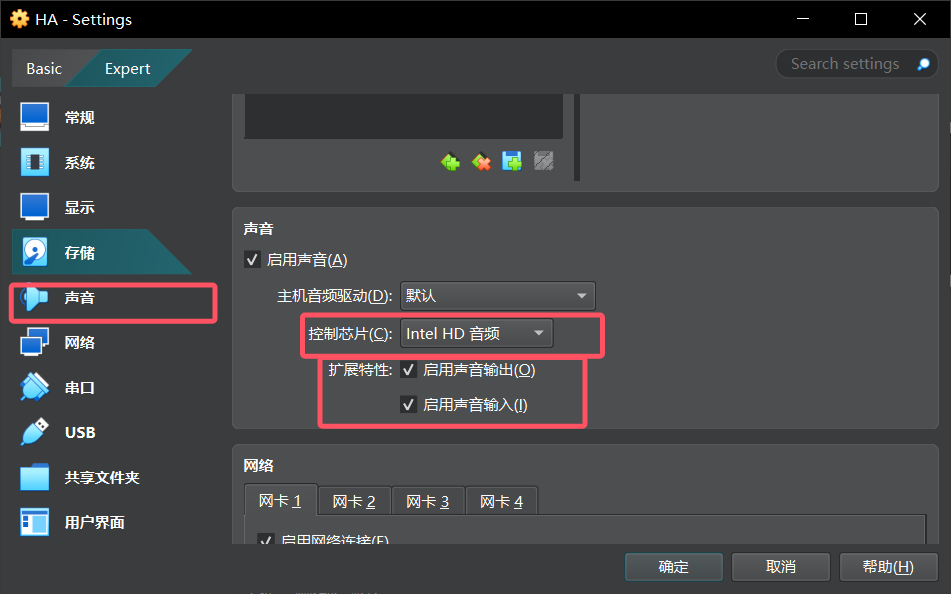 HA - Settings
Basic
Expert
Search settings
常规
系统
显示
存储
声音
网络
串口
USB
共享文件夹
用户界面
声音
启用声音(A)
主机音频驱动(D): 默认
控制芯片(C): Intel HD 音频
扩展特性: 启用声音输出(O)
启用声音输入(I)
网络
网卡 1 网卡 2 网卡 3 网卡 4
启用网络连接(E)
确定 取消 帮助(H)